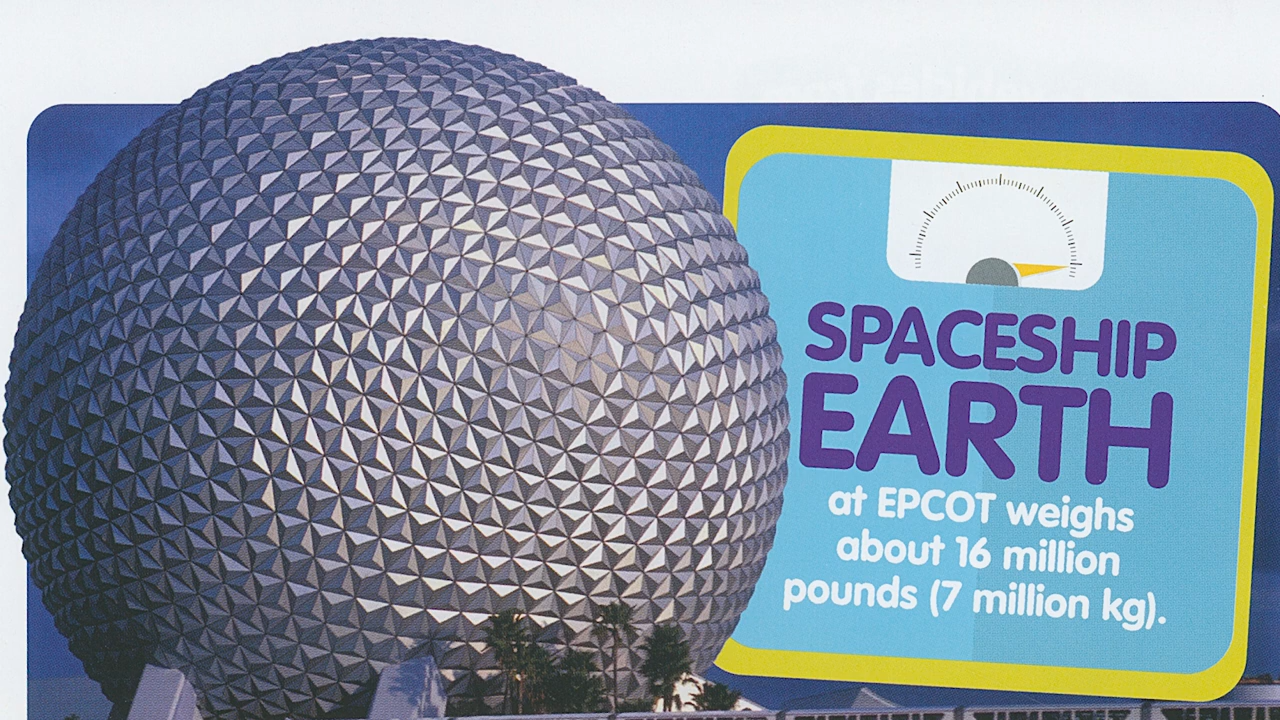 SPACESHIP
EARTH
at EPCOT weighs
about 16 million
pounds (7 million kg).